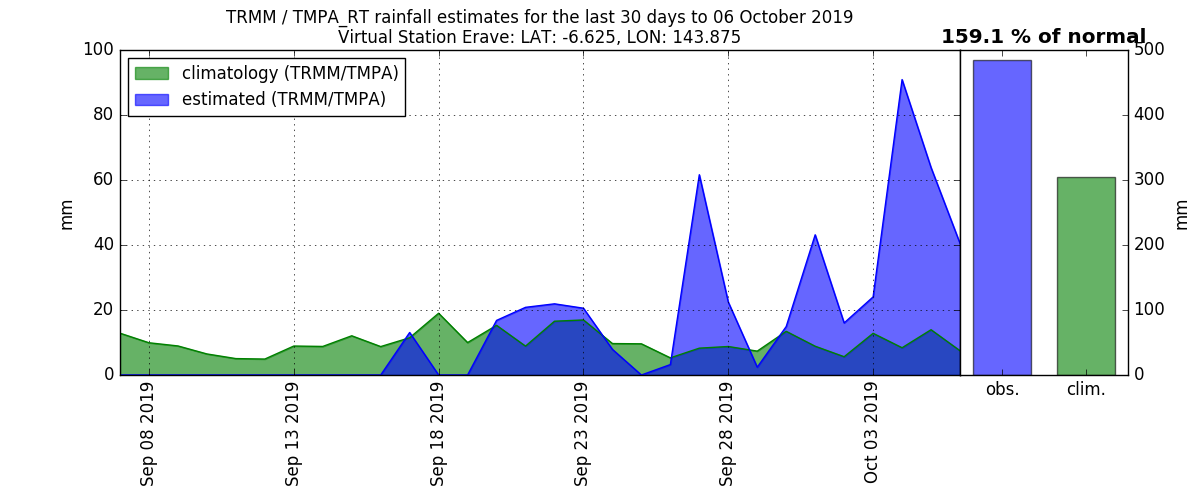 TRMM / TMPA_RT rainfall estimates for the last 30 days to 06 October 2019
Virtual Station Erave: LAT: -6.625, LON: 143.875
159.1 % of normal
climatology (TRMM/TMPA)
estimated (TRMM/TMPA)
100
80
60
40
20
0
mm
Sep 08 2019
Sep 13 2019
Sep 18 2019
Sep 23 2019
Sep 28 2019
Oct 03 2019
obs.
clim.
500
400
300
200
100
0
mm